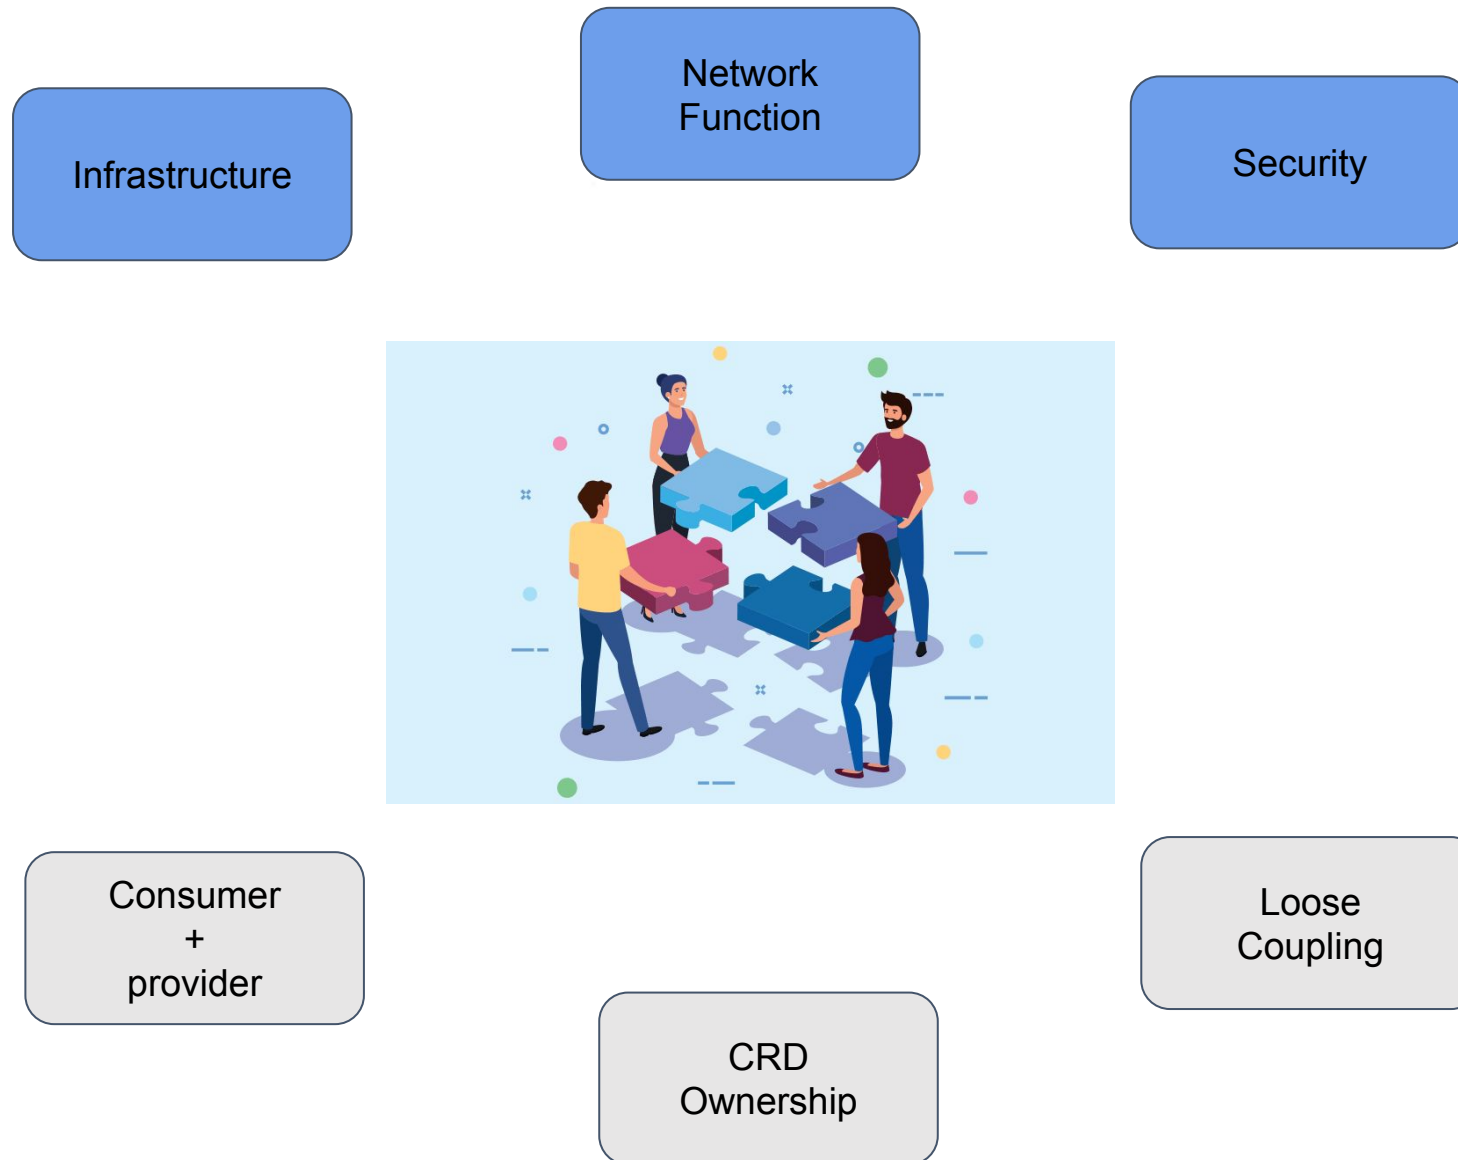 Network
Function
Infrastructure
Security
Consumer
+
provider
Loose
Coupling
CRD
Ownership